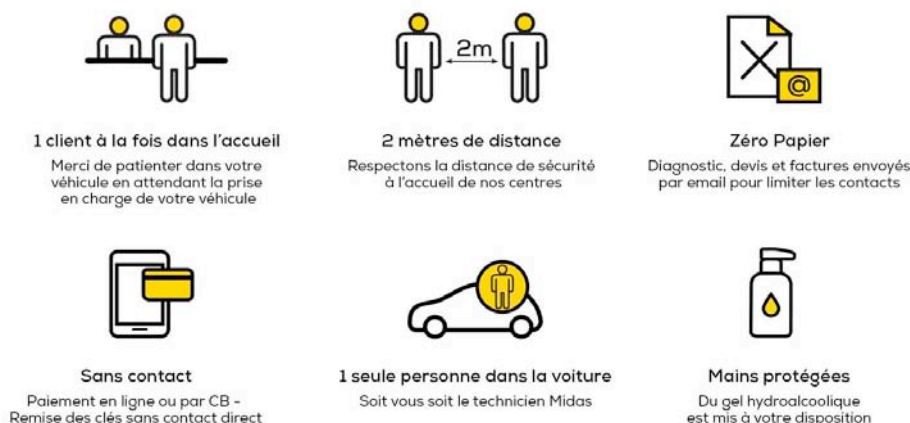 2m
@
1 client à la fois dans l'accueil
Merci de patienter dans votre
véhicule en attendant la prise
en charge de votre véhicule
2 mètres de distance
Respectons la distance de sécurité
à l'accueil de nos centres
Zéro Papier
Diagnostic, devis et factures envoyés
par email pour limiter les contacts
Sans contact
Paiement en ligne ou par CB -
Remise des clés sans contact direct
1 seule personne dans la voiture
Soit vous soit le technicien Midas
Mains protégées
Du gel hydroalcoolique
est mis à votre disposition